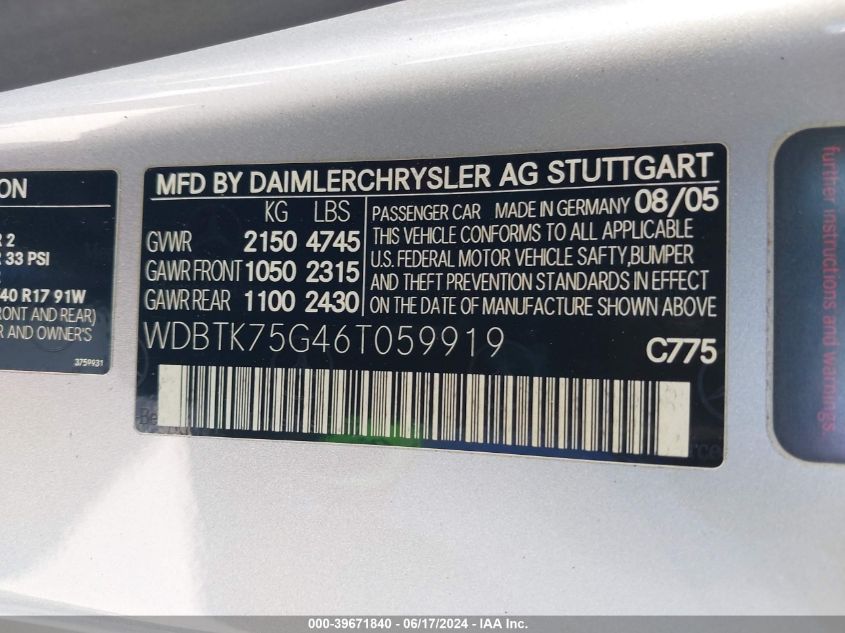 MFD BY DAIMLERCHRYSLER AG STUTTGART
KG LBS
GVWR 2150 4745
GAWR FRONT 1050 2315
GAWR REAR 1100 2430
PASSENGER CAR MADE IN GERMANY 08/05
THIS VEHICLE CONFORMS TO ALL APPLICABLE
U.S. FEDERAL MOTOR VEHICLE SAFTY,BUMPER
AND THEFT PREVENTION STANDARDS IN EFFECT
ON THE DATE OF MANUFACTURE SHOWN ABOVE
WDBTK75G46T059919
C775
ON
R 2
R 33 PSI
40 R17 91W
FRONT AND REAR)
R AND OWNER'S
3759931
further instructions and warnings.
000-39671840 - 06/17/2024 - IAA Inc.